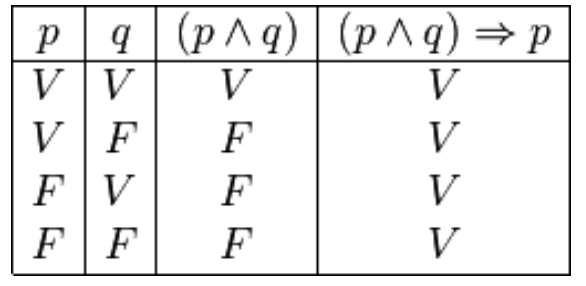 p q (p ∧ q) (p ∧ q) ⇒ p
V V V V
V F F V
F V F V
F F F V